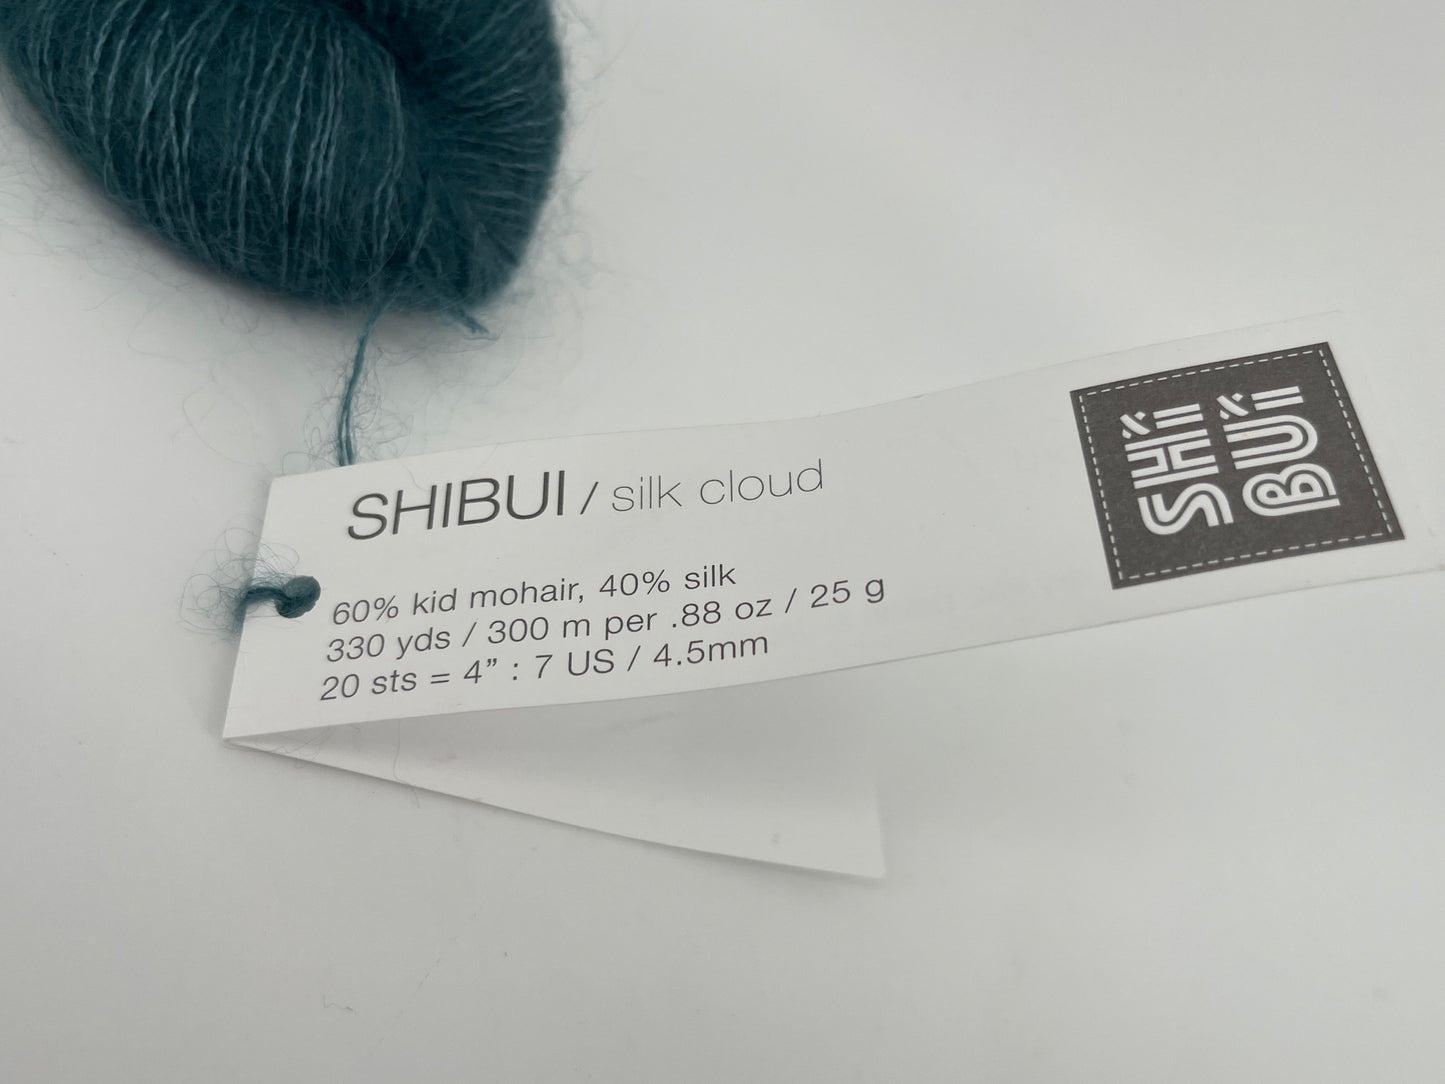 SHIBUI / silk cloud
60% kid mohair, 40% silk
330 yds / 300 m per .88 oz / 25 g
20 sts = 4” : 7 US / 4.5mm
SHI
BUI